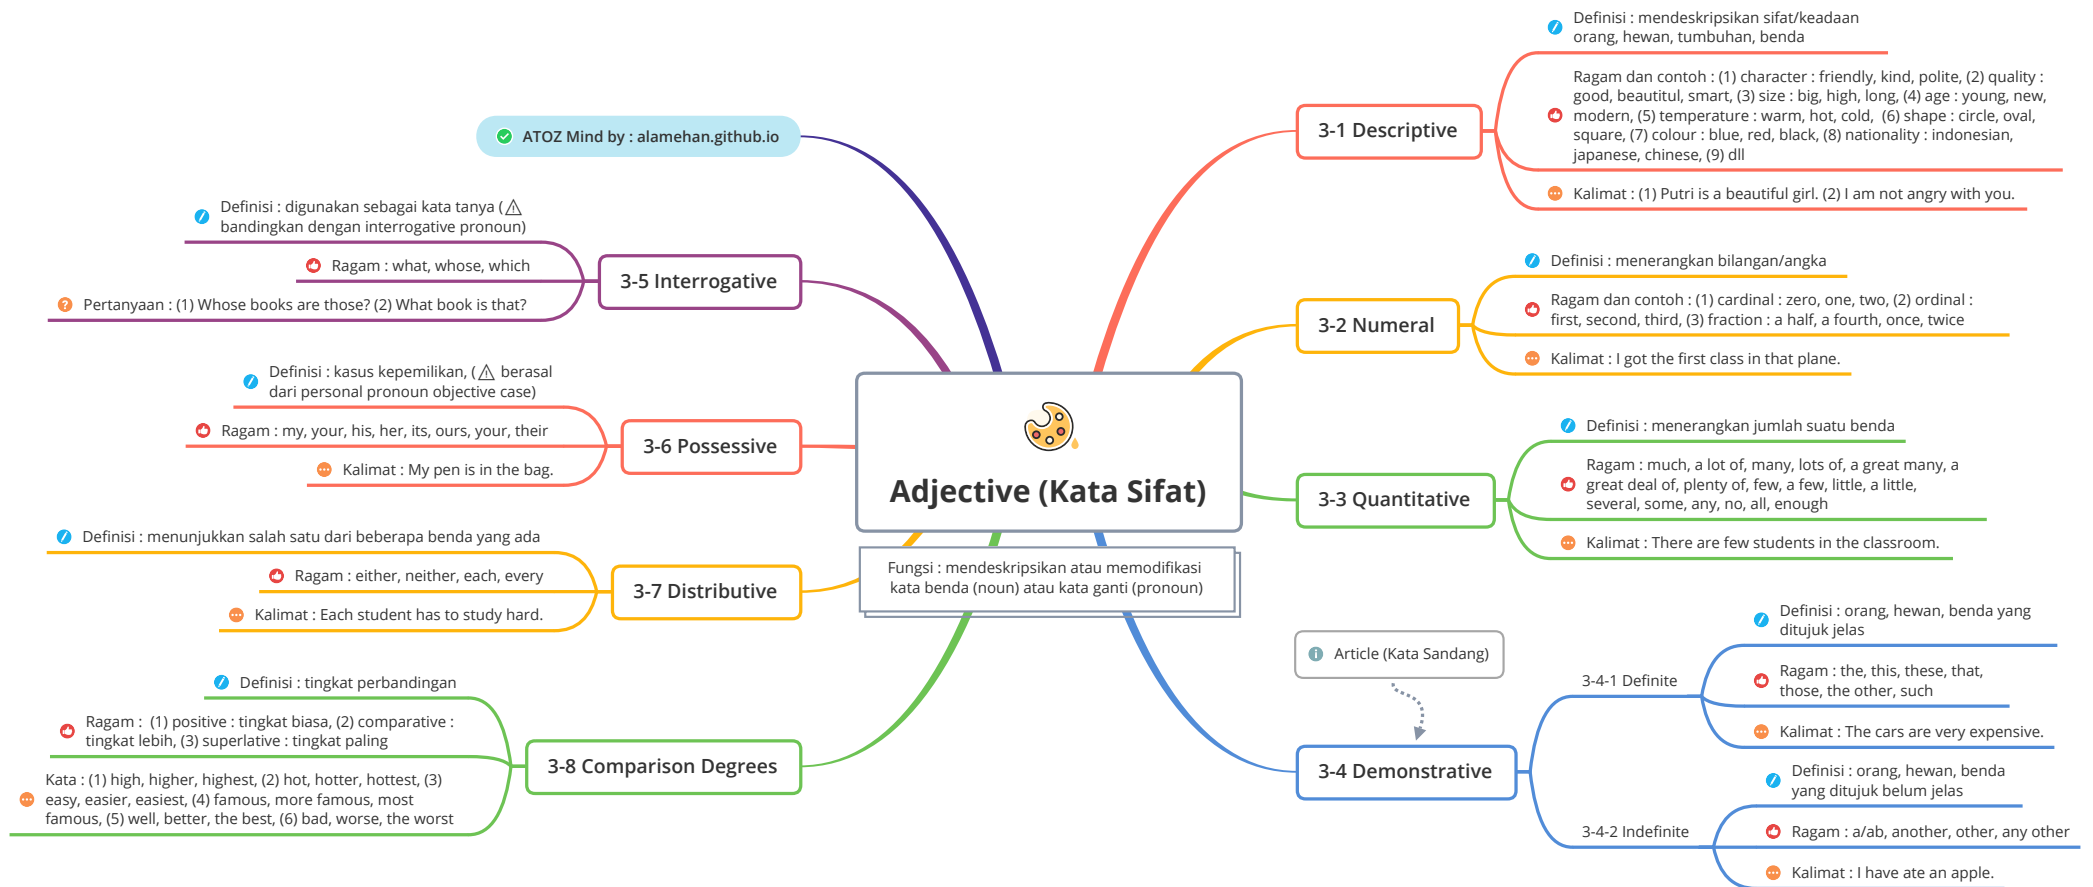 Adjective (Kata Sifat)
Fungsi : mendeskripsikan atau memodifikasi
kata benda (noun) atau kata ganti (pronoun)
ATOZ Mind by : alamehan.github.io
3-1 Descriptive
Definisi : mendeskripsikan sifat/keadaan
orang, hewan, tumbuhan, benda
Ragam dan contoh : (1) character : friendly, kind, polite, (2) quality :
good, beautitul, smart, (3) size : big, high, long, (4) age : young, new,
modern, (5) temperature : warm, hot, cold, (6) shape : circle, oval,
square, (7) colour : blue, red, black, (8) nationality : indonesian,
japanese, chinese, (9) dll
Kalimat : (1) Putri is a beautiful girl. (2) I am not angry with you.
3-2 Numeral
Definisi : menerangkan bilangan/angka
Ragam dan contoh : (1) cardinal : zero, one, two, (2) ordinal :
first, second, third, (3) fraction : a half, a fourth, once, twice
Kalimat : I got the first class in that plane.
3-3 Quantitative
Definisi : menerangkan jumlah suatu benda
Ragam : much, a lot of, many, lots of, a great many, a
great deal of, plenty of, few, a few, little, a little,
several, some, any, no, all, enough
Kalimat : There are few students in the classroom.
Article (Kata Sandang)
3-4 Demonstrative
3-4-1 Definite
Definisi : orang, hewan, benda yang
ditujuk jelas
Ragam : the, this, these, that,
those, the other, such
Kalimat : The cars are very expensive.
3-4-2 Indefinite
Definisi : orang, hewan, benda
yang ditujuk belum jelas
Ragam : a/ab, another, other, any other
Kalimat : I have ate an apple.
3-5 Interrogative
Definisi : digunakan sebagai kata tanya (⚠
bandingkan dengan interrogative pronoun)
Ragam : what, whose, which
Pertanyaan : (1) Whose books are those? (2) What book is that?
3-6 Possessive
Definisi : kasus kepemilikan, (⚠ berasal
dari personal pronoun objective case)
Ragam : my, your, his, her, its, ours, your, their
Kalimat : My pen is in the bag.
3-7 Distributive
Definisi : menunjukkan salah satu dari beberapa benda yang ada
Ragam : either, neither, each, every
Kalimat : Each student has to study hard.
3-8 Comparison Degrees
Definisi : tingkat perbandingan
Ragam : (1) positive : tingkat biasa, (2) comparative :
tingkat lebih, (3) superlative : tingkat paling
Kata : (1) high, higher, highest, (2) hot, hotter, hottest, (3)
easy, easier, easiest, (4) famous, more famous, most
famous, (5) well, better, the best, (6) bad, worse, the worst